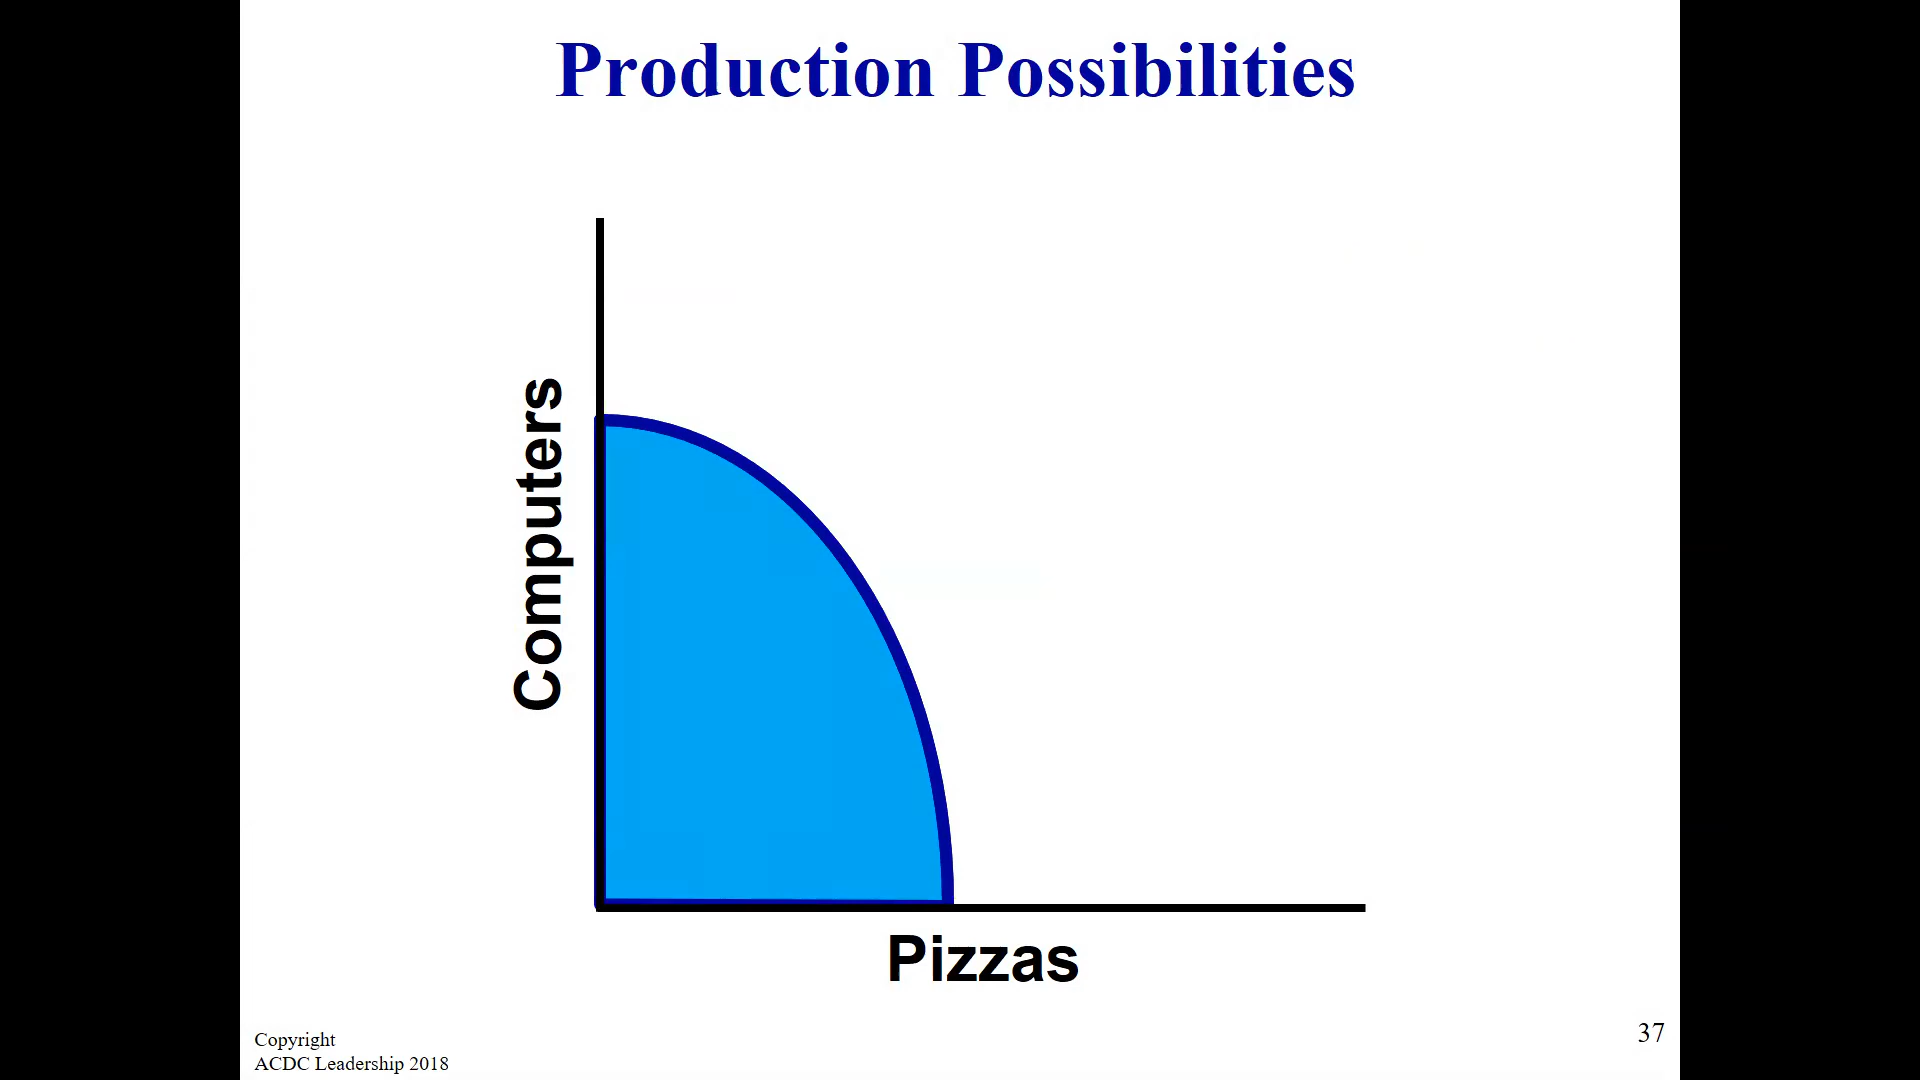 Production Possibilities
Computers
Pizzas
Copyright
ACDC Leadership 2018
37